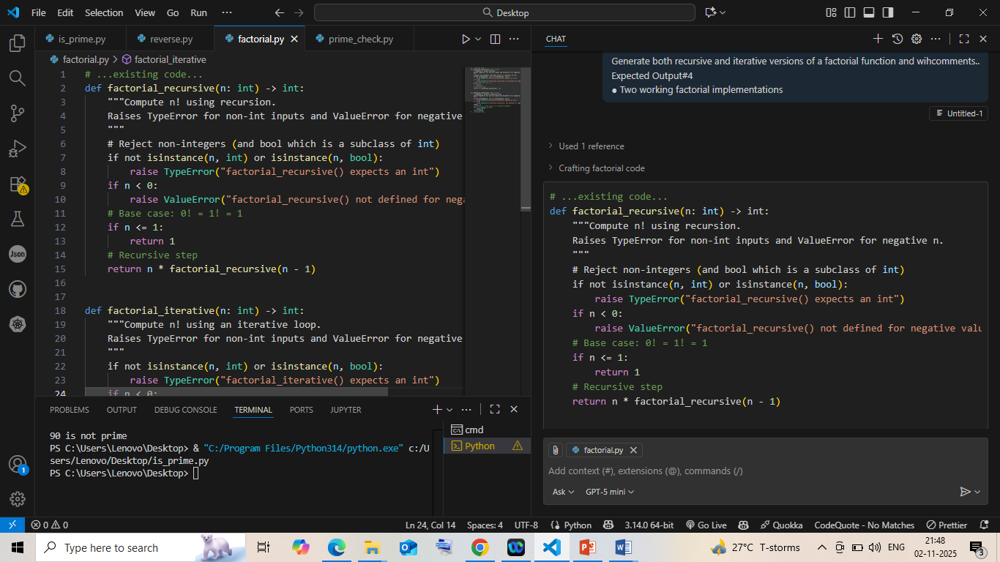 File Edit Selection View Go Run ··· Desktop
is_prime.py reverse.py factorial.py prime_check.py
factorial.py > factorial_iterative
1 # ...existing code...
2 def factorial_recursive(n: int) -> int:
3 """Compute n! using recursion.
4 Raises TypeError for non-int inputs and ValueError for negative
5 """
6 # Reject non-integers (and bool which is a subclass of int)
7 if not isinstance(n, int) or isinstance(n, bool):
8 raise TypeError("factorial_recursive() expects an int")
9 if n < 0:
10 raise ValueError("factorial_recursive() not defined for nega
11 # Base case: 0! = 1! = 1
12 if n <= 1:
13 return 1
14 # Recursive step
15 return n * factorial_recursive(n - 1)
16
17
18 def factorial_iterative(n: int) -> int:
19 """Compute n! using an iterative loop.
20 Raises TypeError for non-int inputs and ValueError for negative
21 """
22 if not isinstance(n, int) or isinstance(n, bool):
23 raise TypeError("factorial_iterative() expects an int")
24 if n < 0:
PROBLEMS OUTPUT DEBUG CONSOLE TERMINAL PORTS JUPYTER
90 is not prime
PS C:\Users\Lenovo\Desktop> & "C:/Program Files/Python314/python.exe" c:/U
sers/Lenovo/Desktop/is_prime.py
PS C:\Users\Lenovo\Desktop>
cmd
Python
CHAT
Generate both recursive and iterative versions of a factorial function and wihcomments..
Expected Output#4
● Two working factorial implementations
Untitled-1
Used 1 reference
Crafting factorial code
# ...existing code...
def factorial_recursive(n: int) -> int:
"""Compute n! using recursion.
Raises TypeError for non-int inputs and ValueError for negative n.
"""
# Reject non-integers (and bool which is a subclass of int)
if not isinstance(n, int) or isinstance(n, bool):
raise TypeError("factorial_recursive() expects an int")
if n < 0:
raise ValueError("factorial_recursive() not defined for negative valu
# Base case: 0! = 1! = 1
if n <= 1:
return 1
# Recursive step
return n * factorial_recursive(n - 1)
factorial.py
Add context (#), extensions (@), commands (/)
Ask GPT-5 mini
Json
1
0 0 Ln 24, Col 14 Spaces: 4 UTF-8 Python 3.14.0 64-bit Go Live Quokka CodeQuote - No Matches Prettier
Type here to search 27°C T-storms ENG 21:48
02-11-2025 3